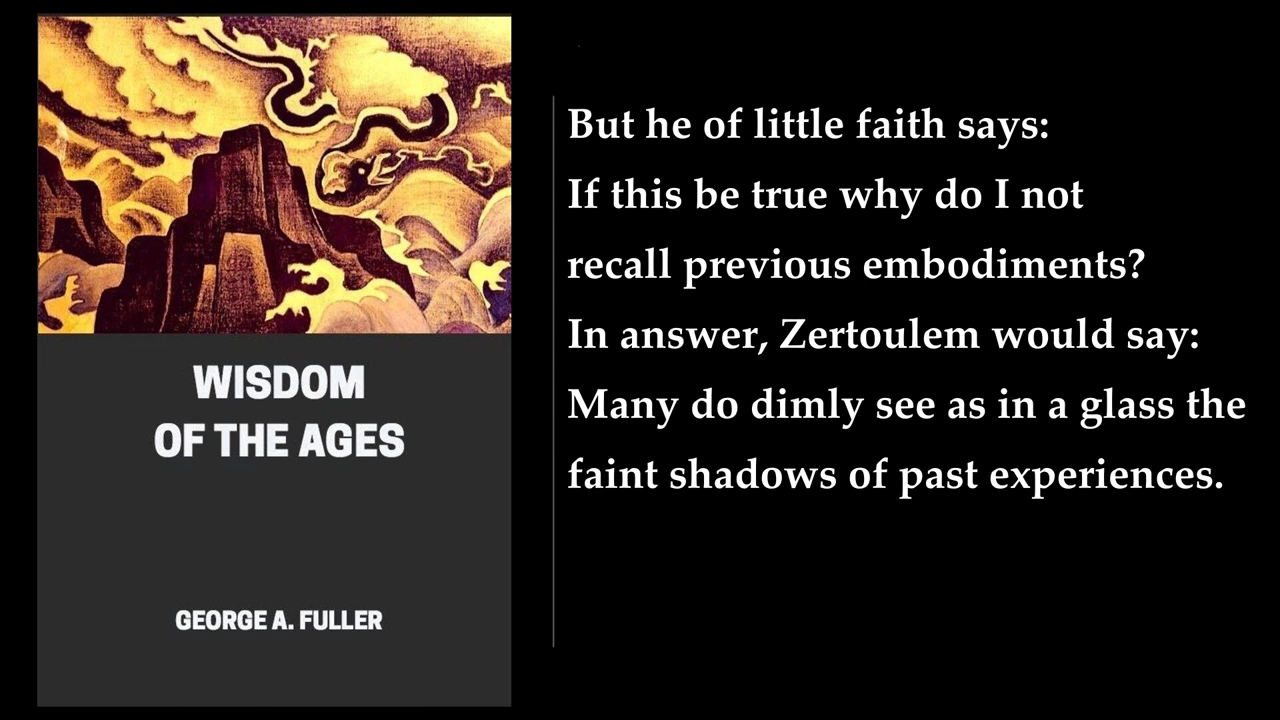 WISDOM
OF THE AGES
GEORGE A. FULLER
But he of little faith says:
If this be true why do I not
recall previous embodiments?
In answer, Zertoulem would say:
Many do dimly see as in a glass the
faint shadows of past experiences.